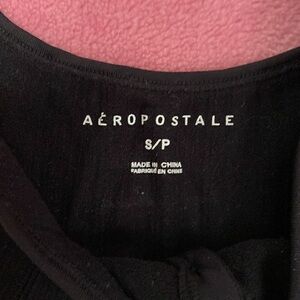 AÉROPOSTALE
S/P
MADE IN CHINA
FABRIQUÉ EN CHINE